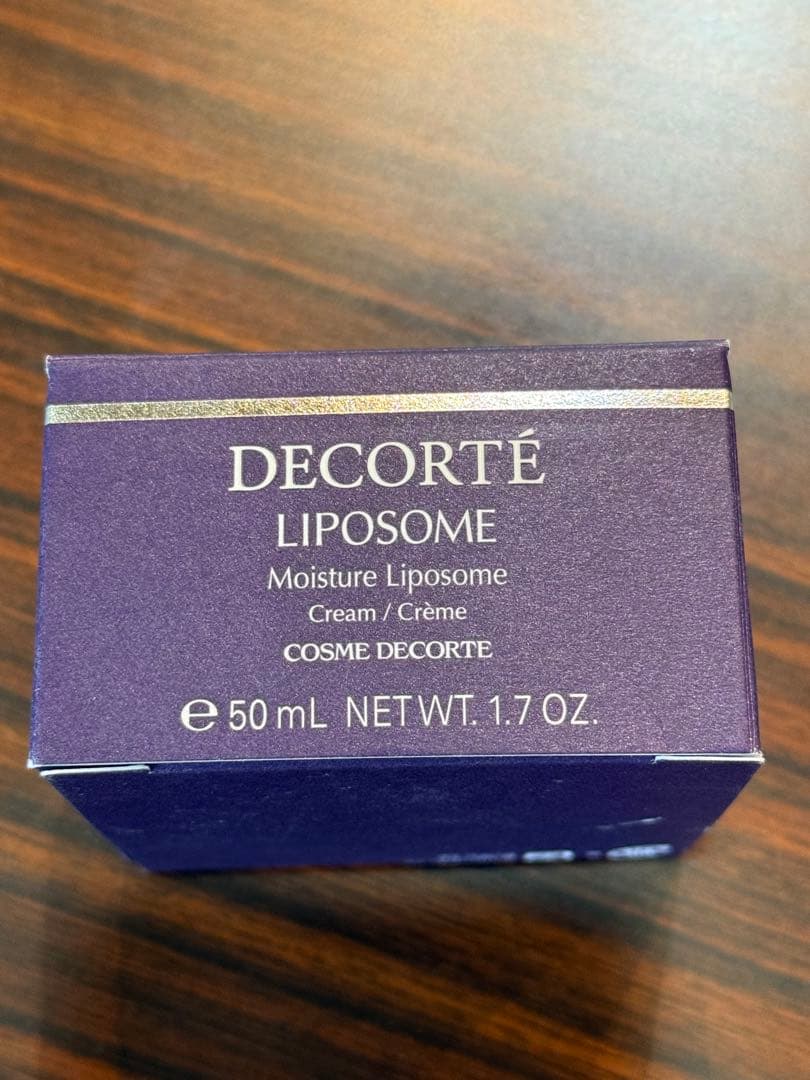 DECORTÉ
LIPOSOME
Moisture Liposome
Cream / Crème
COSME DECORTE
℮ 50 mL NET WT. 1.7 OZ.